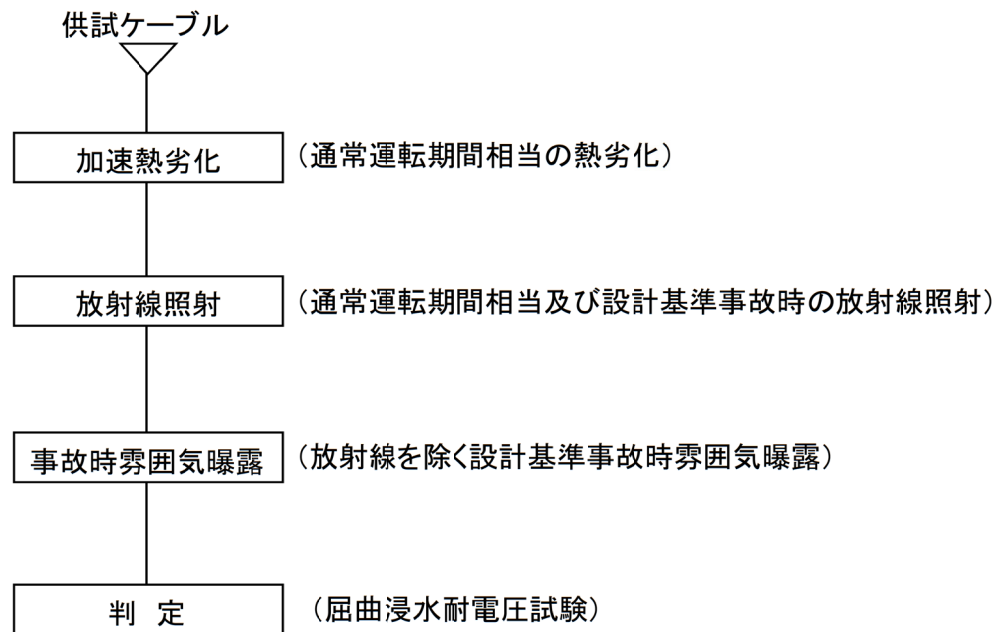 供試ケーブル
加速熱劣化 （通常運転期間相当の熱劣化）
放射線照射 （通常運転期間相当及び設計基準事故時の放射線照射）
事故時雰囲気曝露 （放射線を除く設計基準事故時雰囲気曝露）
判 定 （屈曲浸水耐電圧試験）